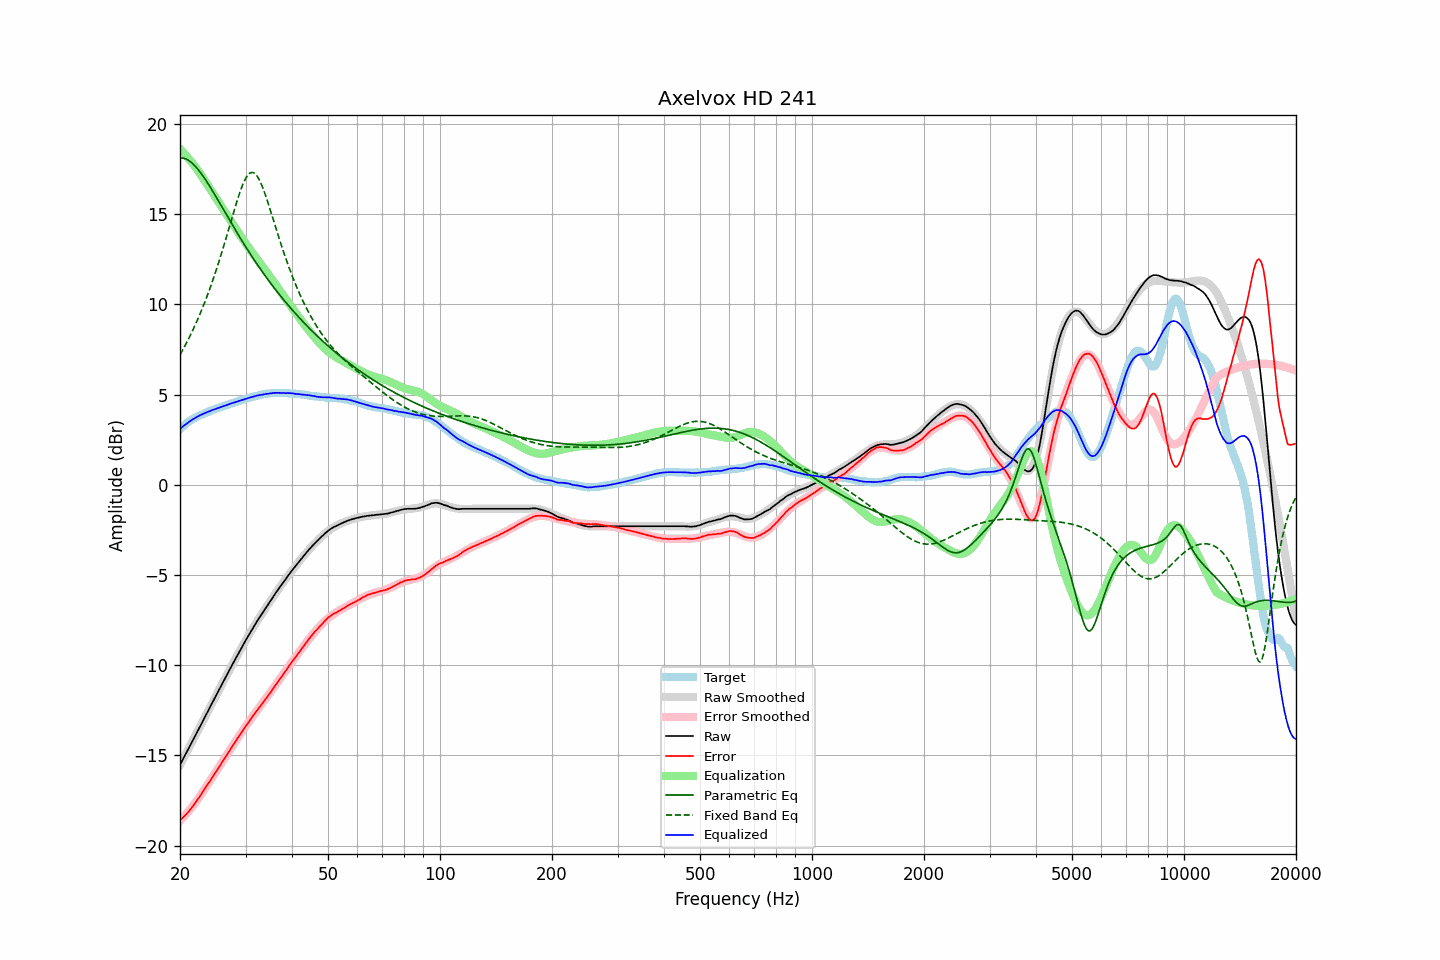 Axelvox HD 241
Amplitude (dBr)
20
15
10
5
0
−5
−10
−15
−20
Target
Raw Smoothed
Error Smoothed
Raw
Error
Equalization
Parametric Eq
Fixed Band Eq
Equalized
20 50 100 200 500 1000 2000 5000 10000 20000
Frequency (Hz)